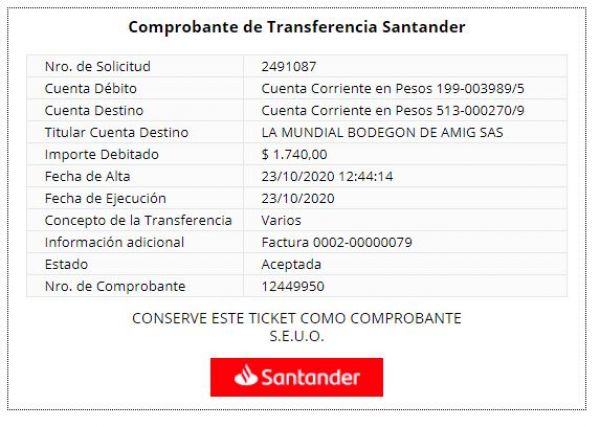 Comprobante de Transferencia Santander
Nro. de Solicitud 2491087
Cuenta Débito Cuenta Corriente en Pesos 199-003989/5
Cuenta Destino Cuenta Corriente en Pesos 513-000270/9
Titular Cuenta Destino LA MUNDIAL BODEGON DE AMIG SAS
Importe Debitado $ 1.740,00
Fecha de Alta 23/10/2020 12:44:14
Fecha de Ejecución 23/10/2020
Concepto de la Transferencia Varios
Información adicional Factura 0002-00000079
Estado Aceptada
Nro. de Comprobante 12449950
CONSERVE ESTE TICKET COMO COMPROBANTE
S.E.U.O.
Santander